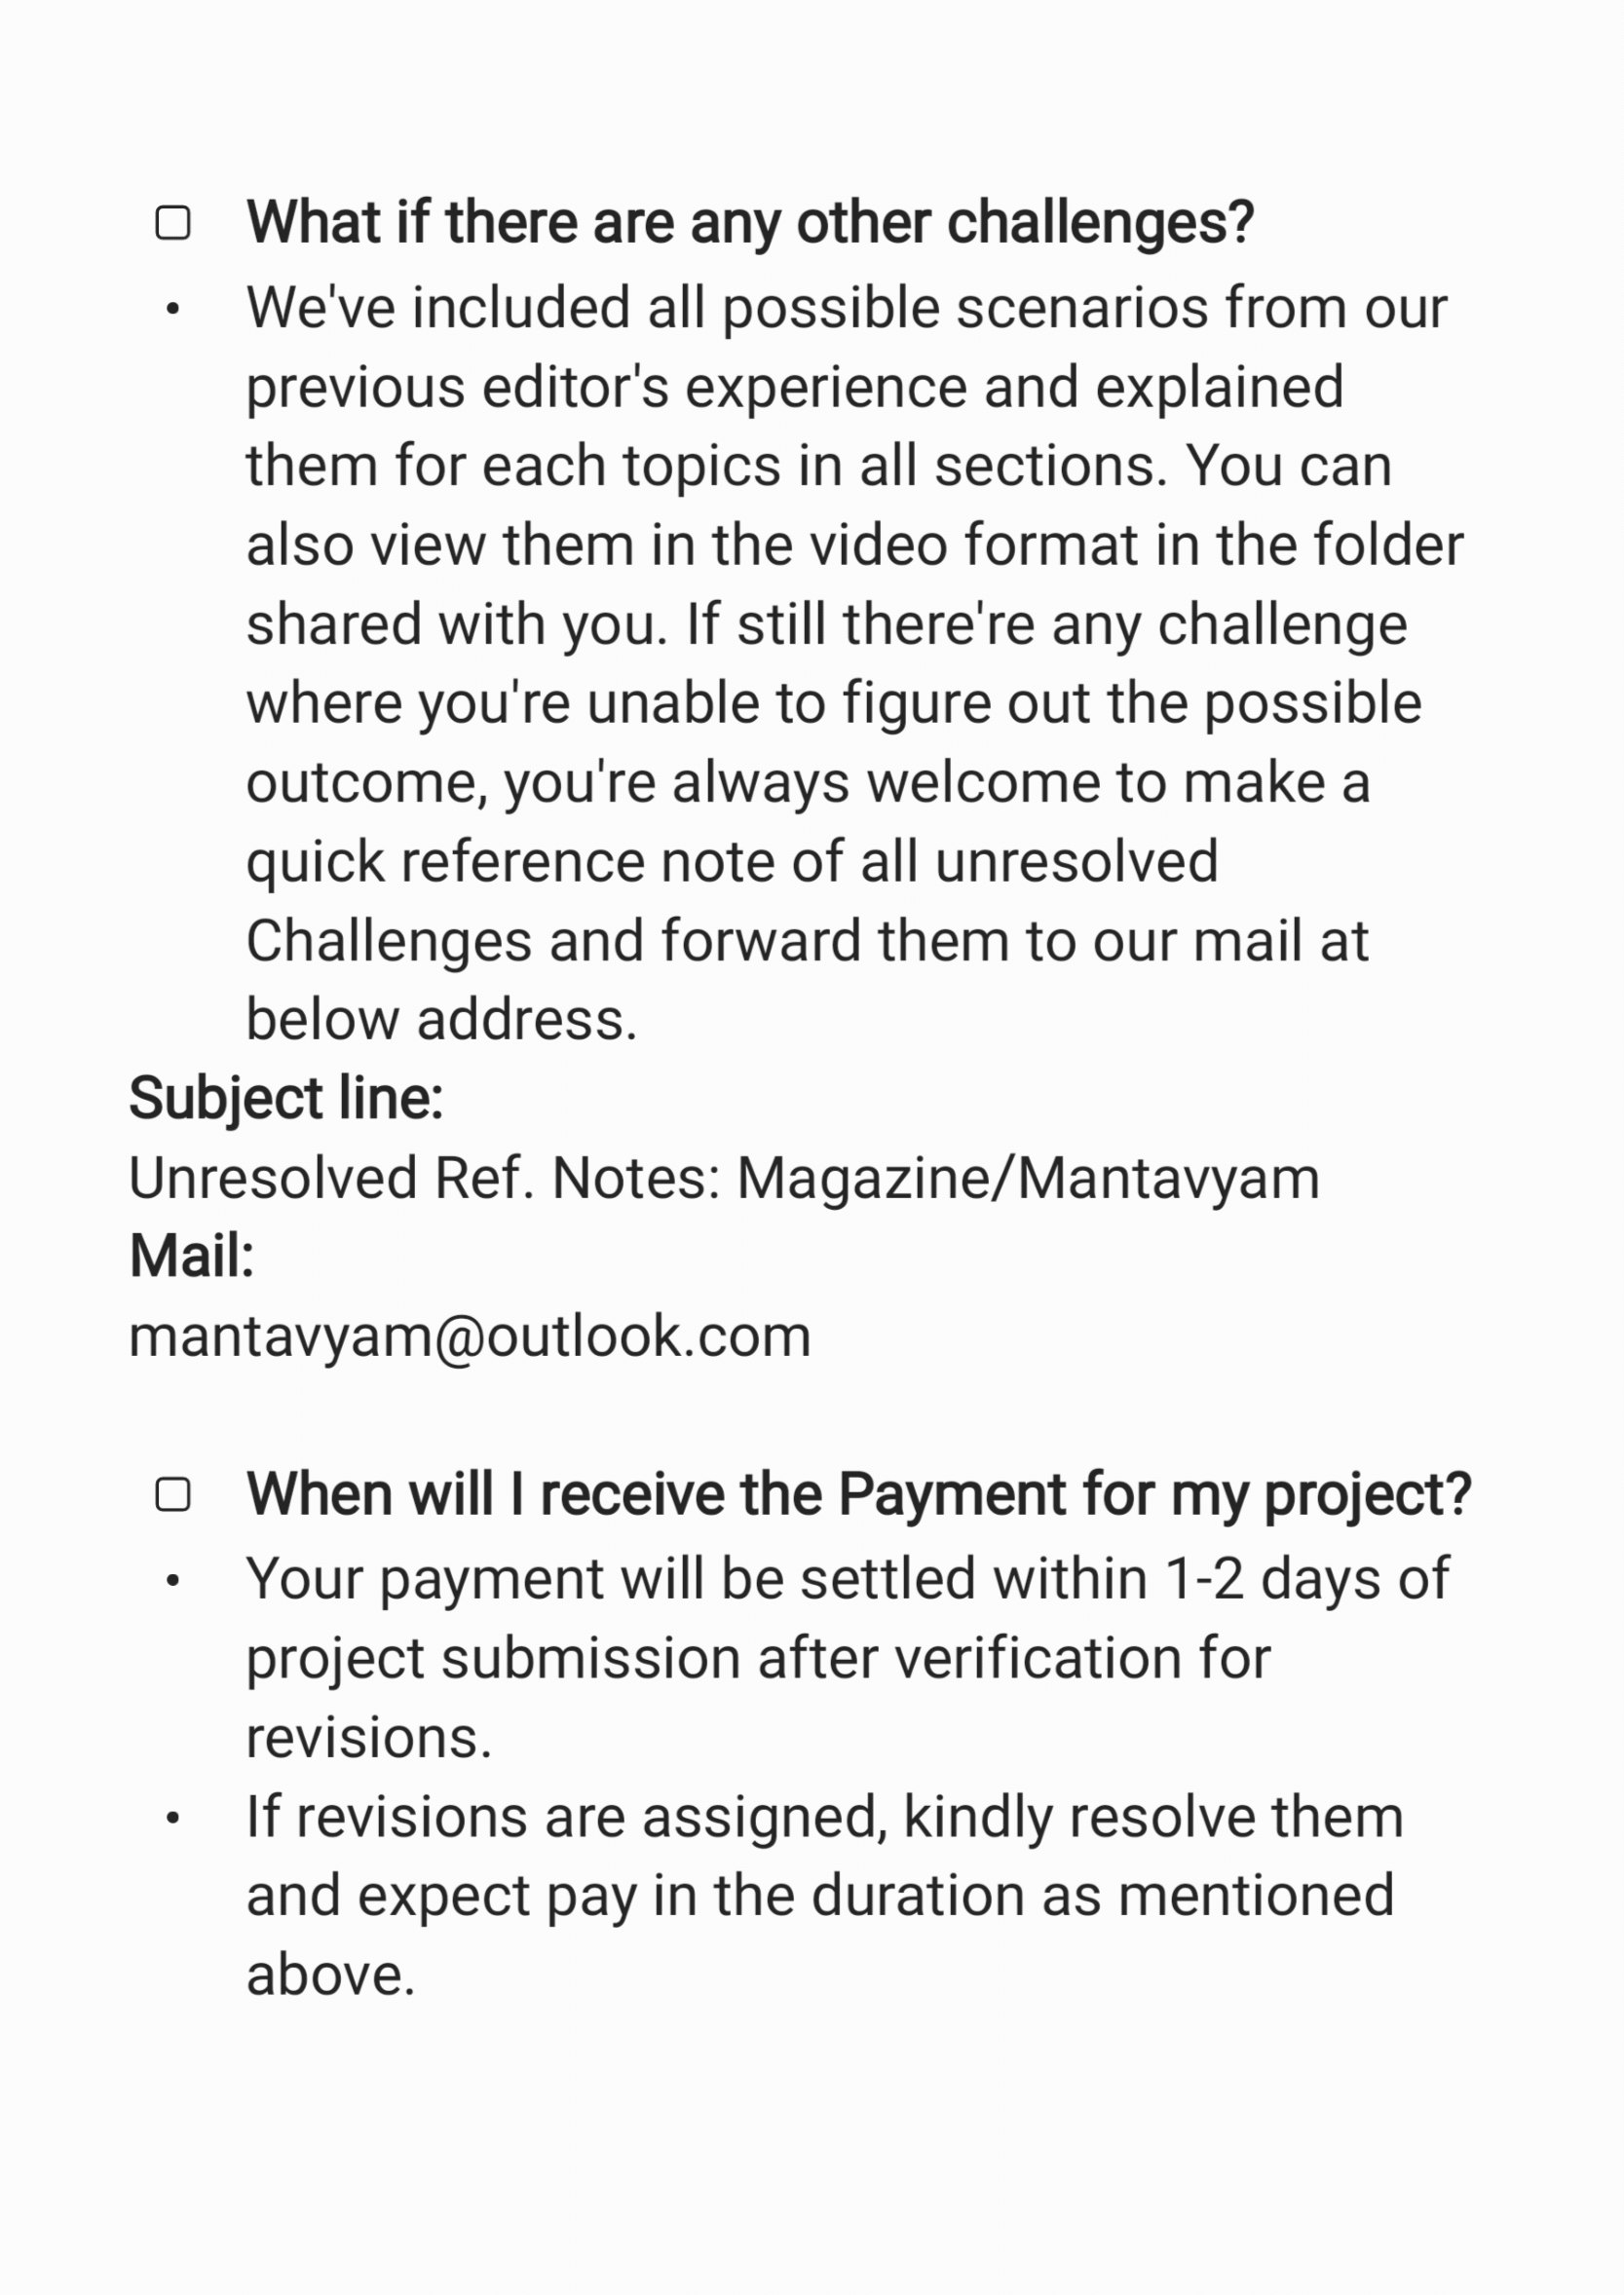 What if there are any other challenges?
• We've included all possible scenarios from our
previous editor's experience and explained
them for each topics in all sections. You can
also view them in the video format in the folder
shared with you. If still there're any challenge
where you're unable to figure out the possible
outcome, you're always welcome to make a
quick reference note of all unresolved
Challenges and forward them to our mail at
below address.
Subject line:
Unresolved Ref. Notes: Magazine/Mantavyam
Mail:
mantavyam@outlook.com
When will I receive the Payment for my project?
• Your payment will be settled within 1-2 days of
project submission after verification for
revisions.
• If revisions are assigned, kindly resolve them
and expect pay in the duration as mentioned
above.